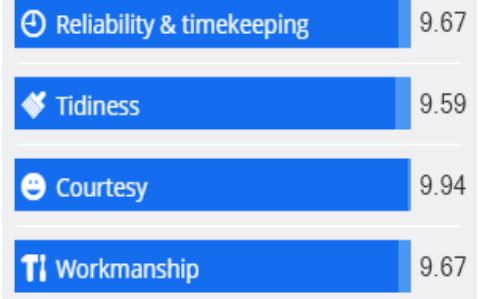 Reliability & timekeeping 9.67
Tidiness 9.59
Courtesy 9.94
Workmanship 9.67